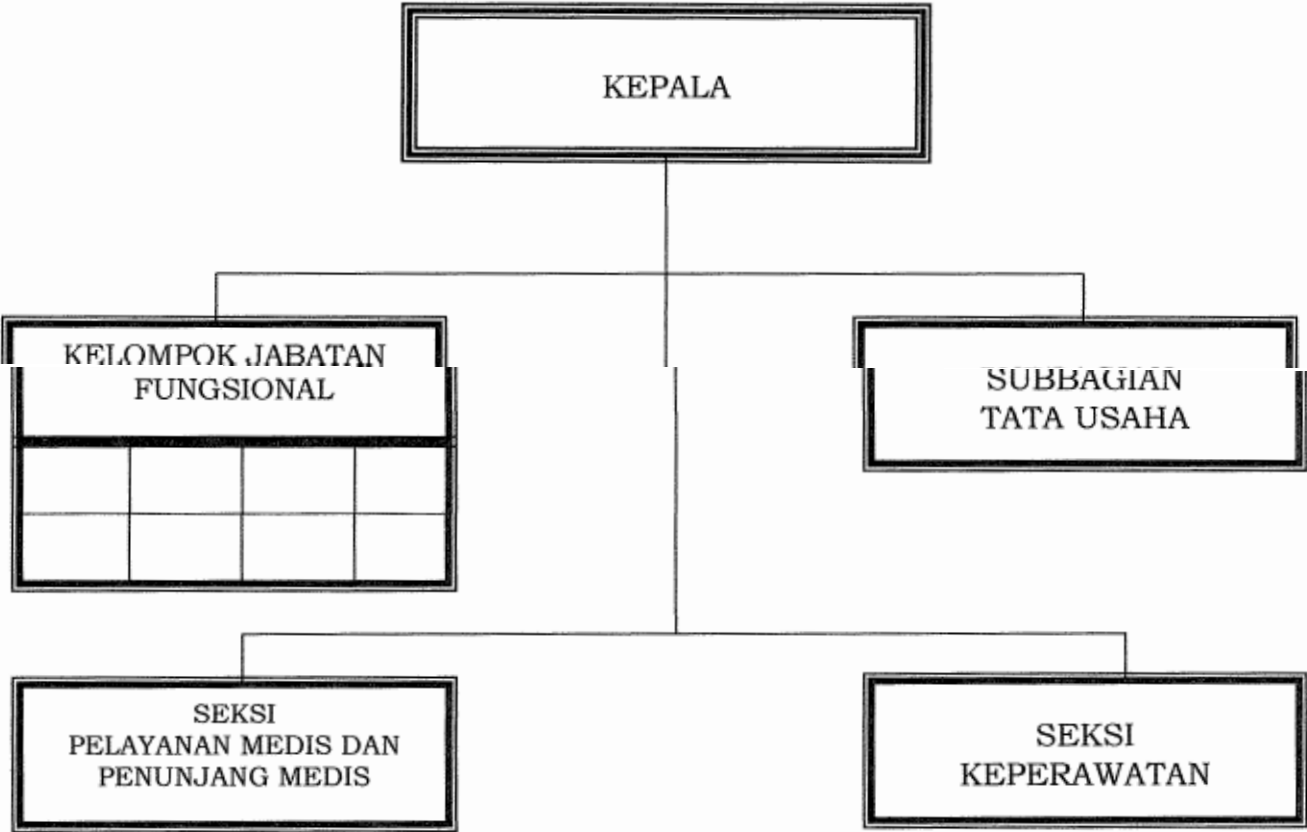 KEPALA
KELOMPOK JABATAN
FUNGSIONAL
SUBBAGIAN
TATA USAHA
SEKSI
PELAYANAN MEDIS DAN
PENUNJANG MEDIS
SEKSI
KEPERAWATAN